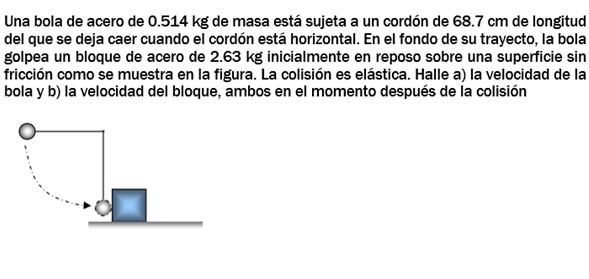 Una bola de acero de 0.514 kg de masa está sujeta a un cordón de 68.7 cm de longitud
del que se deja caer cuando el cordón está horizontal. En el fondo de su trayecto, la bola
golpea un bloque de acero de 2.63 kg inicialmente en reposo sobre una superficie sin
fricción como se muestra en la figura. La colisión es elástica. Halle a) la velocidad de la
bola y b) la velocidad del bloque, ambos en el momento después de la colisión